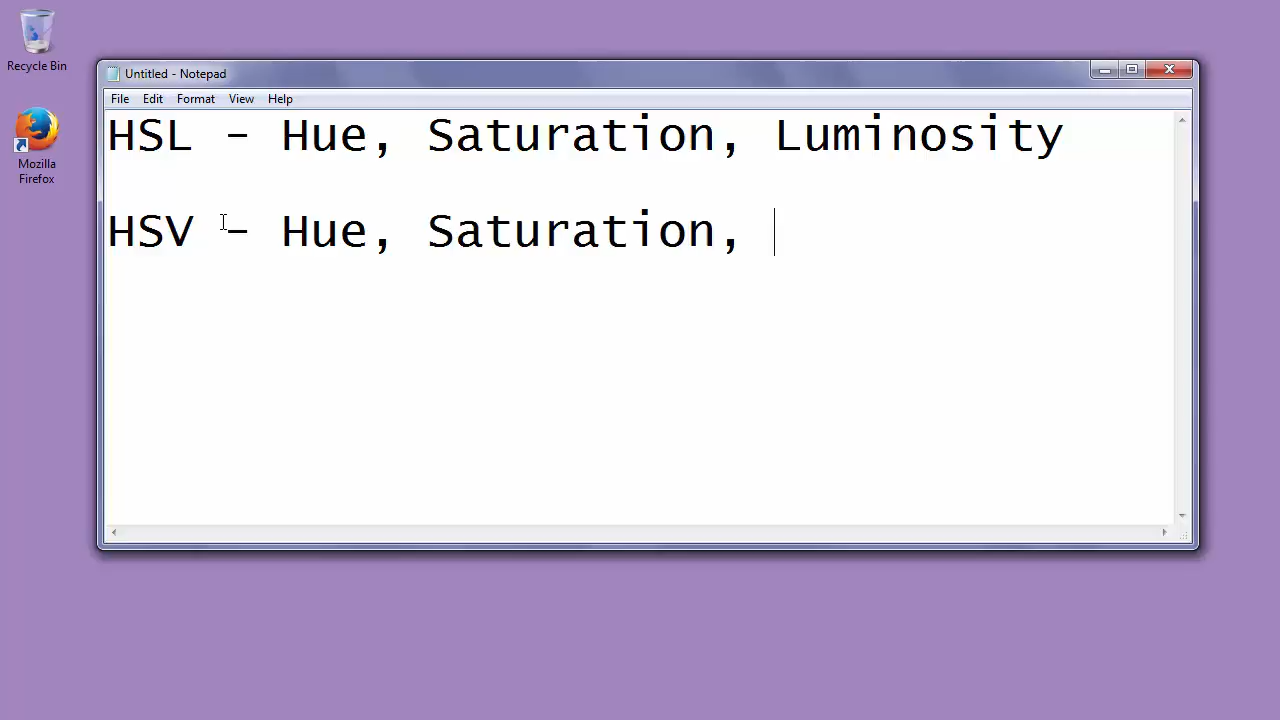 Recycle Bin
Mozilla
Firefox
Untitled - Notepad
File Edit Format View Help
HSL - Hue, Saturation, Luminosity
HSV - Hue, Saturation,